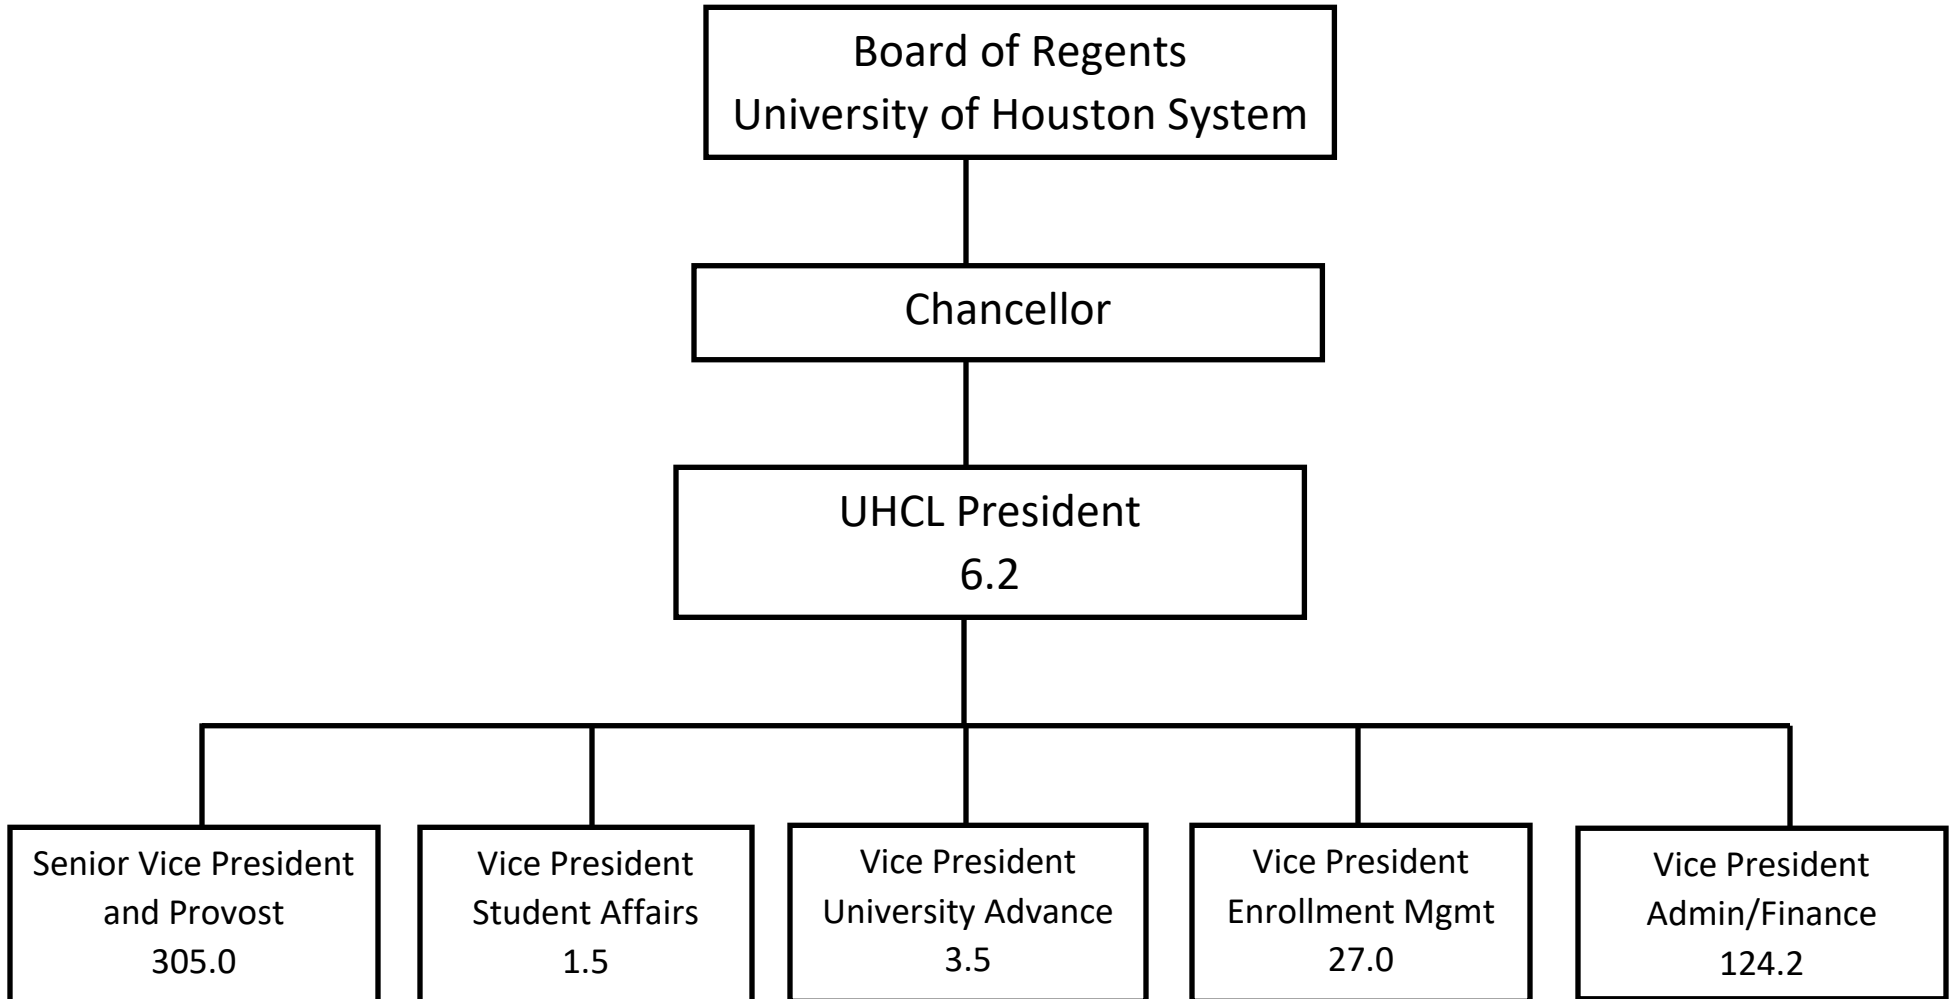 Board of Regents
University of Houston System
Chancellor
UHCL President
6.2
Senior Vice President
and Provost
305.0
Vice President
Student Affairs
1.5
Vice President
University Advance
3.5
Vice President
Enrollment Mgmt
27.0
Vice President
Admin/Finance
124.2